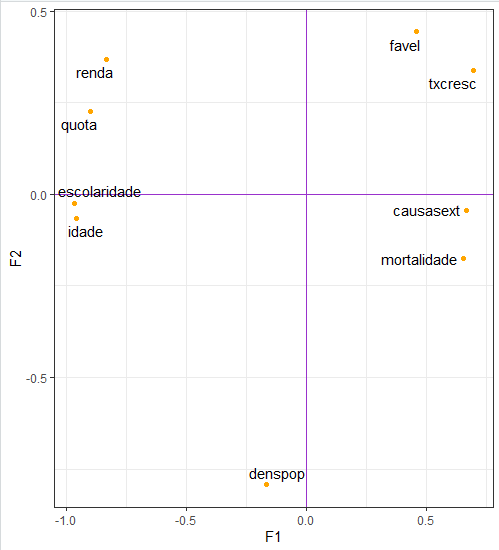 0.5
favel
renda
txcresc
quota
escolaridade
0.0
causasext
idade
mortalidade
F2
-0.5
denspop
-1.0 -0.5 0.0 0.5
F1